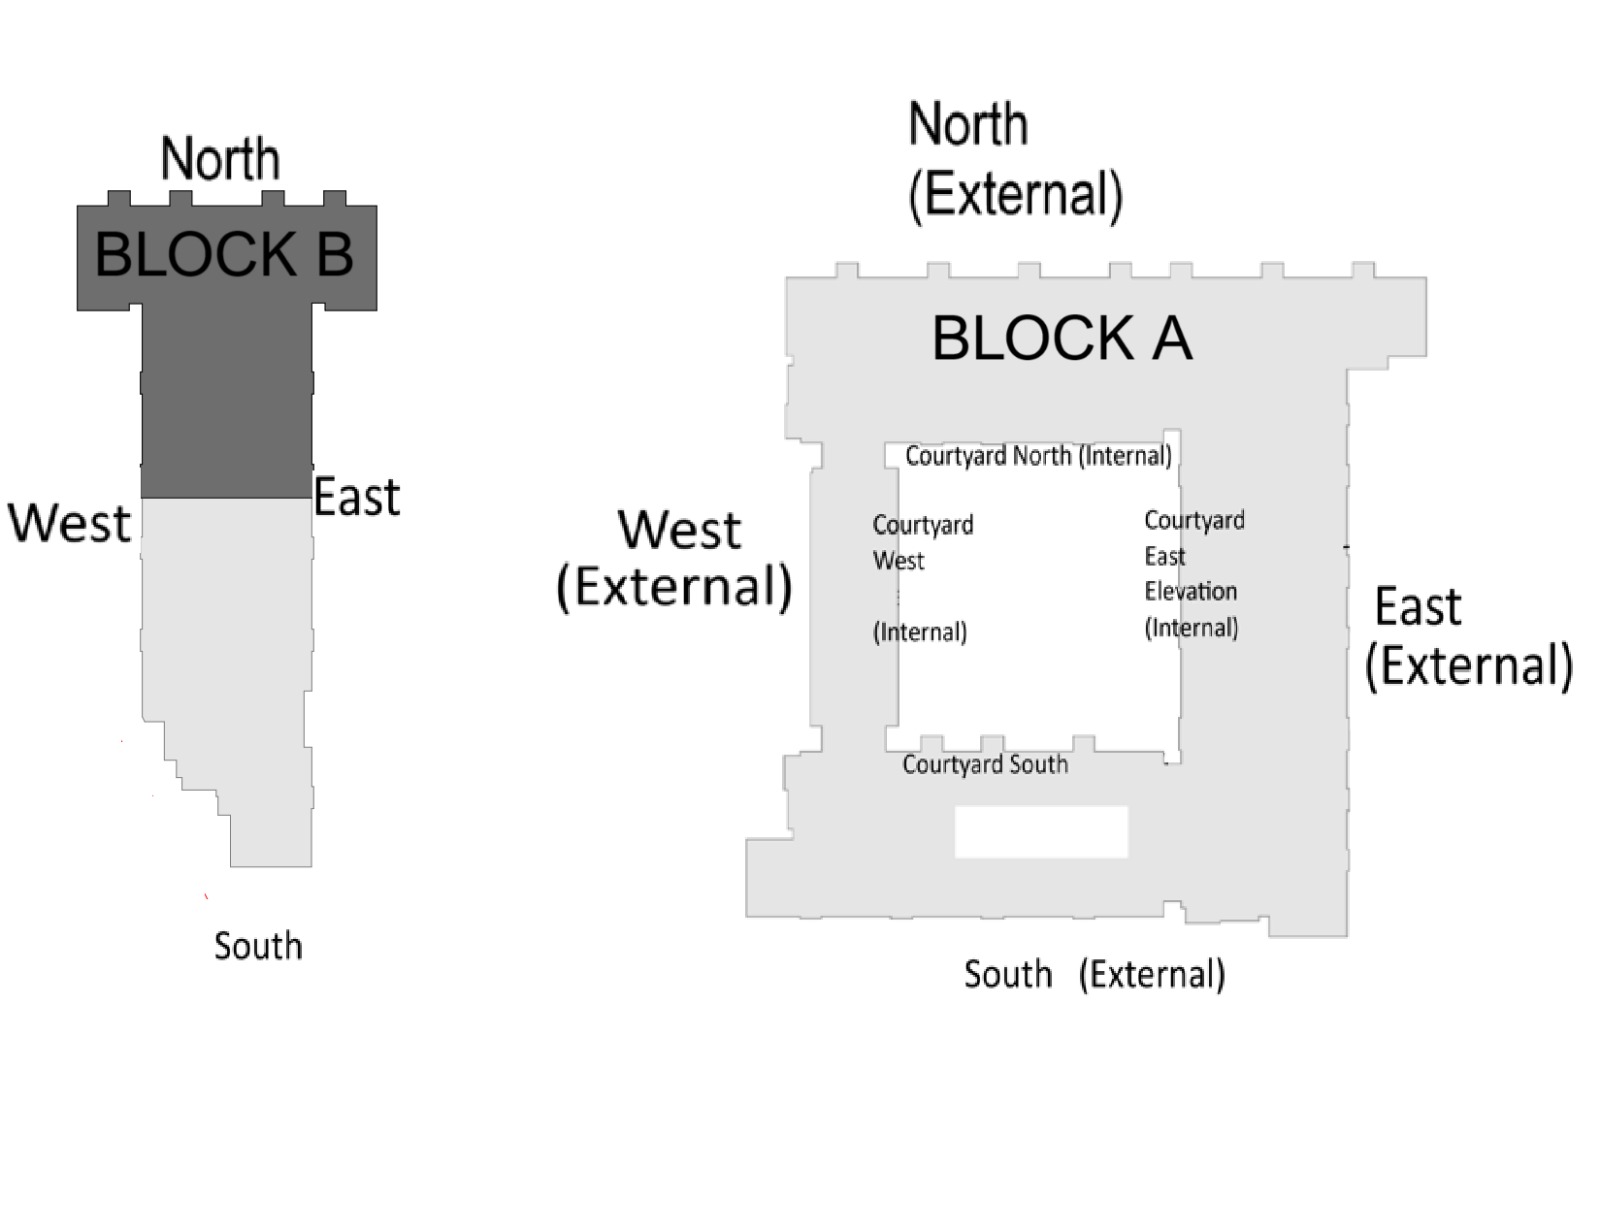 North
BLOCK B
West
East
South
North
(External)
BLOCK A
West
(External)
Courtyard North (Internal)
Courtyard
West
(Internal)
Courtyard
East
Elevation
(Internal)
Courtyard South
East
(External)
South (External)